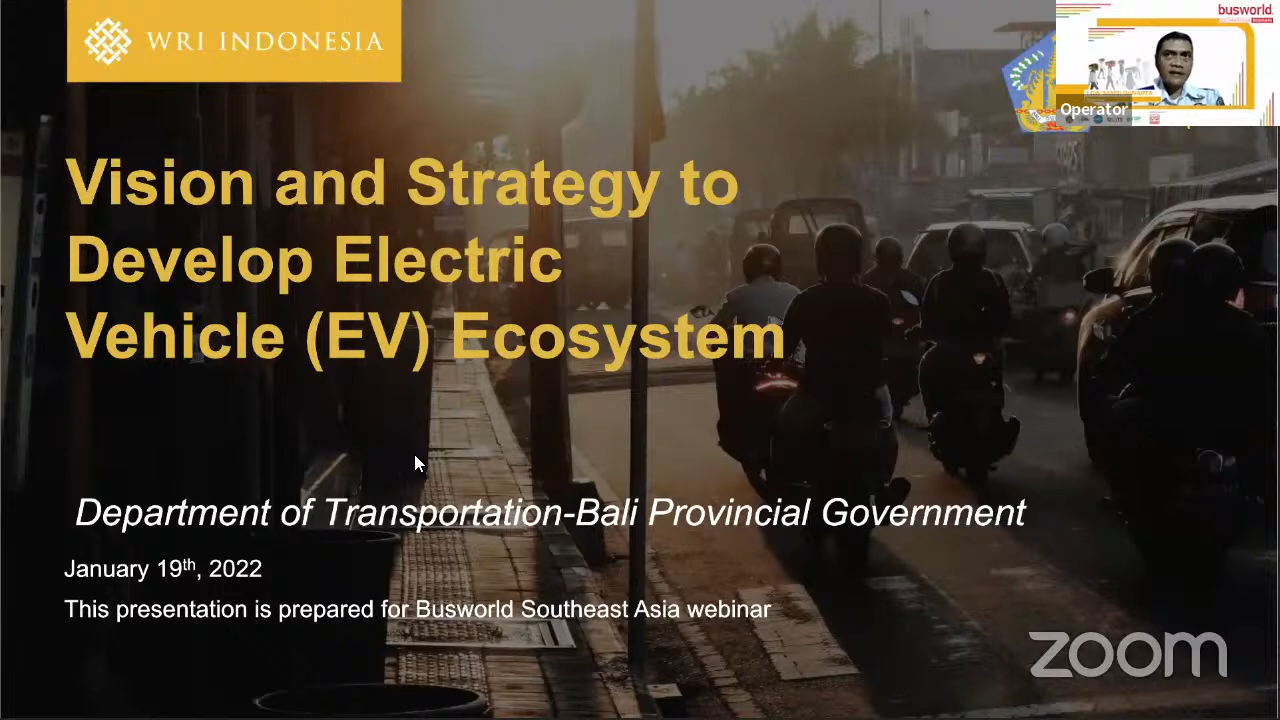 WRI INDONESIA
busworld
Operator
Vision and Strategy to
Develop Electric
Vehicle (EV) Ecosystem
Department of Transportation-Bali Provincial Government
January 19th, 2022
This presentation is prepared for Busworld Southeast Asia webinar
zoom